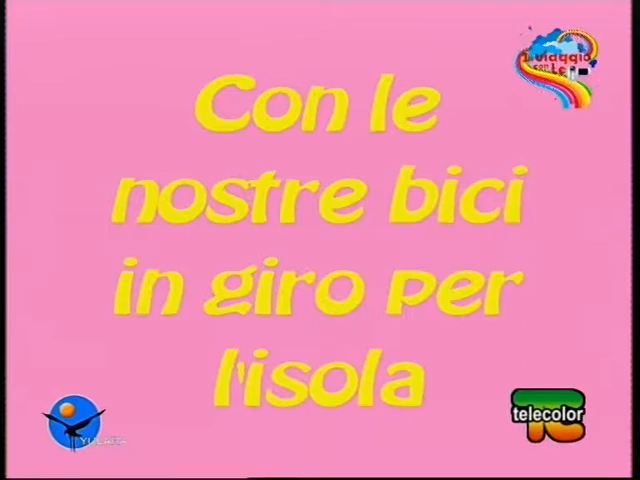 Con le
nostre bici
in giro per
l'isola
telecolor